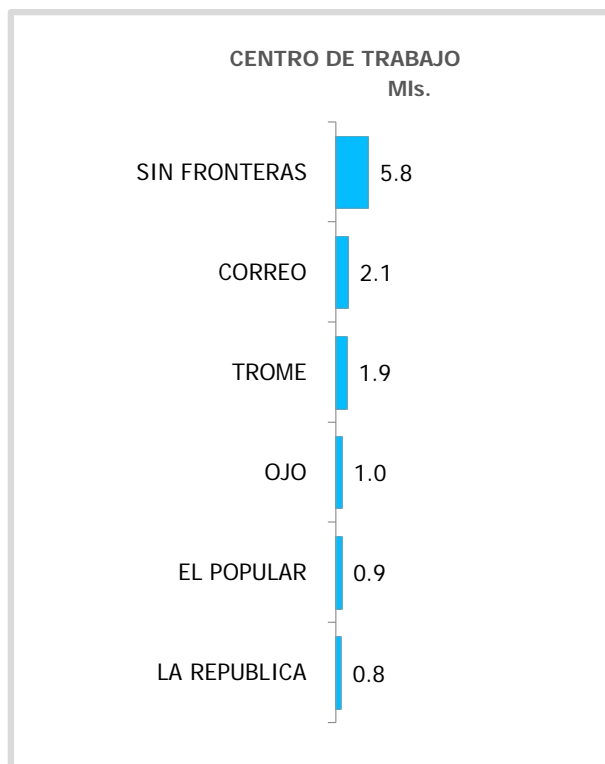 CENTRO DE TRABAJO
Mls.
SIN FRONTERAS 5.8
CORREO 2.1
TROME 1.9
OJO 1.0
EL POPULAR 0.9
LA REPUBLICA 0.8